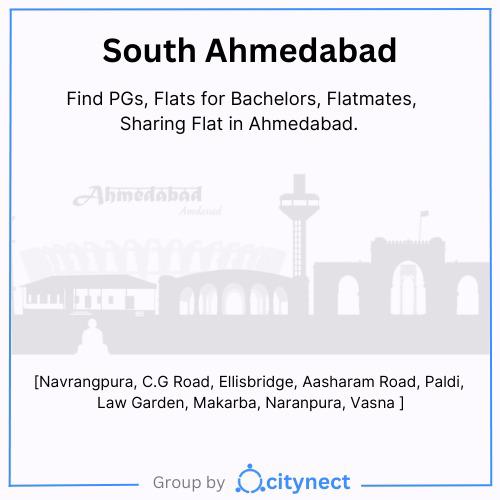 South Ahmedabad
Find PGs, Flats for Bachelors, Flatmates,
Sharing Flat in Ahmedabad.
Ahmedabad
Amdavad
[Navrangpura, C.G Road, Ellisbridge, Aasharam Road, Paldi,
Law Garden, Makarba, Naranpura, Vasna ]
Group by citynect